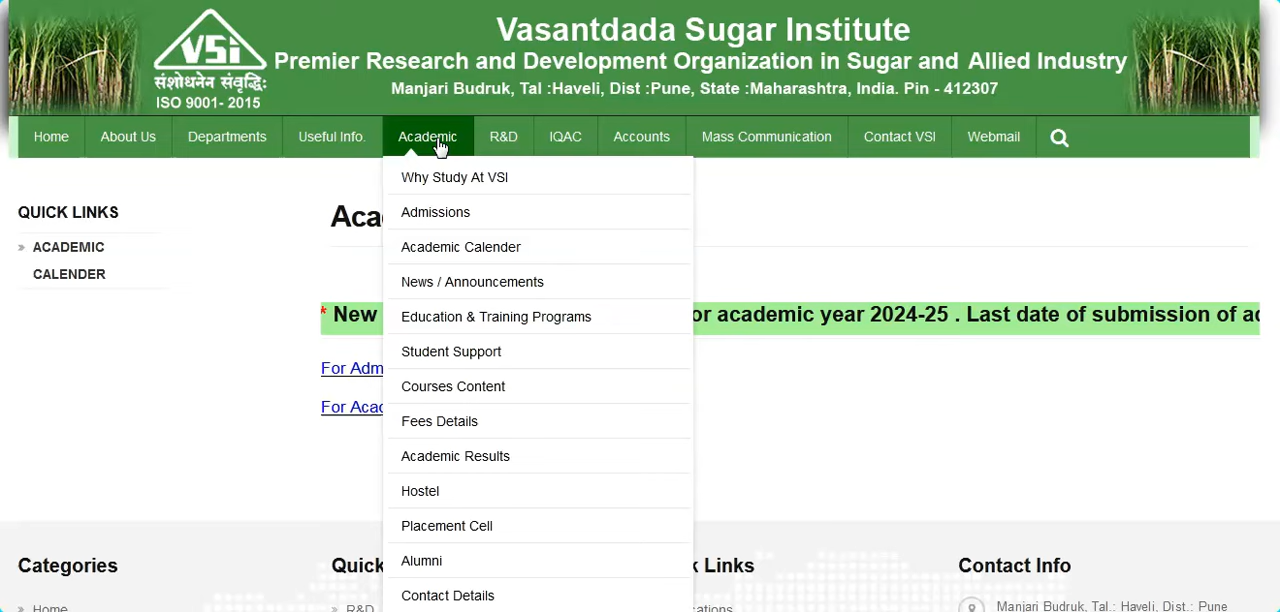 Vasantdada Sugar Institute
Premier Research and Development Organization in Sugar and Allied Industry
Manjari Budruk, Tal :Haveli, Dist :Pune, State :Maharashtra, India. Pin - 412307
VSi
संशोधनेन संवृद्धिः
ISO 9001- 2015
Home About Us Departments Useful Info. Academic R&D IQAC Accounts Mass Communication Contact VSI Webmail
Why Study At VSI
Admissions
Academic Calender
News / Announcements
Education & Training Programs
Student Support
Courses Content
Fees Details
Academic Results
Hostel
Placement Cell
Alumni
Contact Details
QUICK LINKS
» ACADEMIC
CALENDER
Aca
* New or academic year 2024-25 . Last date of submission of a
For Adm
For Acad
Categories Quick k Links Contact Info
» Home » R&D cations Manjari Budruk, Tal.: Haveli, Dist.: Pune